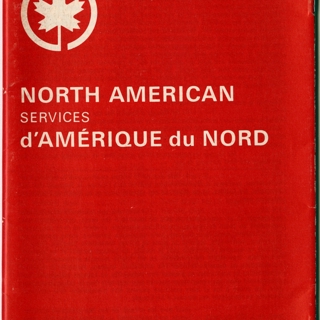 NORTH AMERICAN
SERVICES
d'AMÉRIQUE du NORD